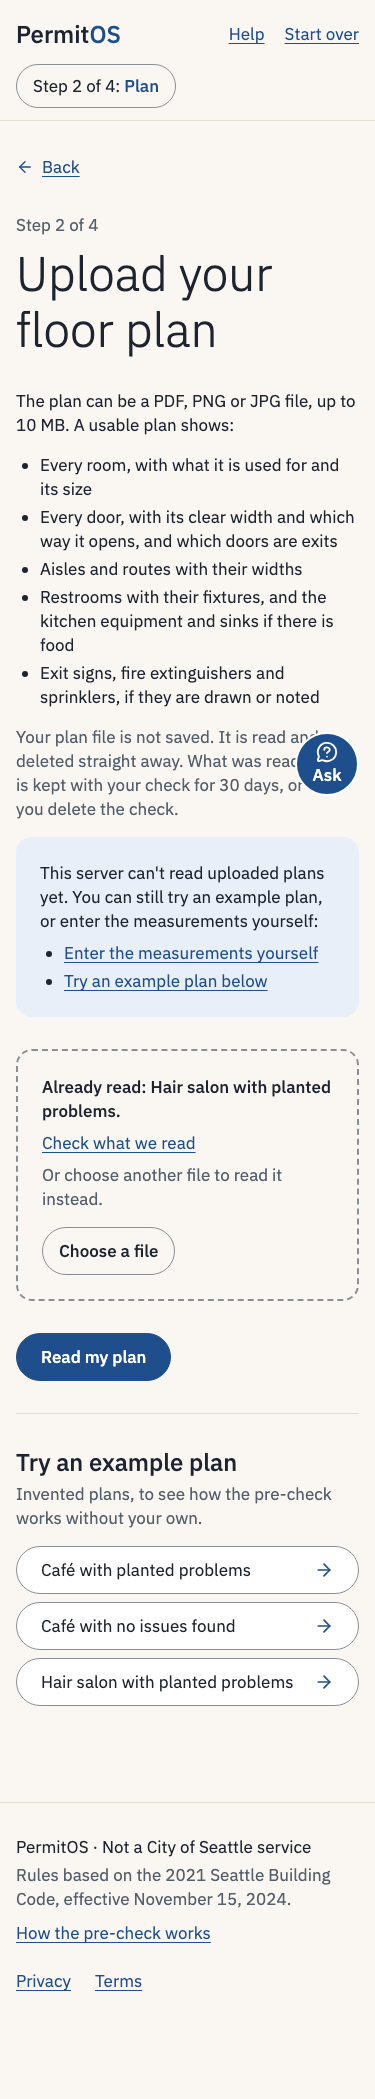 PermitOS
Help Start over
Step 2 of 4: Plan
Back
Step 2 of 4
Upload your
floor plan
The plan can be a PDF, PNG or JPG file, up to
10 MB. A usable plan shows:
Every room, with what it is used for and
its size
Every door, with its clear width and which
way it opens, and which doors are exits
Aisles and routes with their widths
Restrooms with their fixtures, and the
kitchen equipment and sinks if there is
food
Exit signs, fire extinguishers and
sprinklers, if they are drawn or noted
Your plan file is not saved. It is read and
deleted straight away. What was read
is kept with your check for 30 days, or
you delete the check.
Ask
This server can't read uploaded plans
yet. You can still try an example plan,
or enter the measurements yourself:
Enter the measurements yourself
Try an example plan below
Already read: Hair salon with planted
problems.
Check what we read
Or choose another file to read it
instead.
Choose a file
Read my plan
Try an example plan
Invented plans, to see how the pre-check
works without your own.
Café with planted problems
Café with no issues found
Hair salon with planted problems
PermitOS · Not a City of Seattle service
Rules based on the 2021 Seattle Building
Code, effective November 15, 2024.
How the pre-check works
Privacy Terms